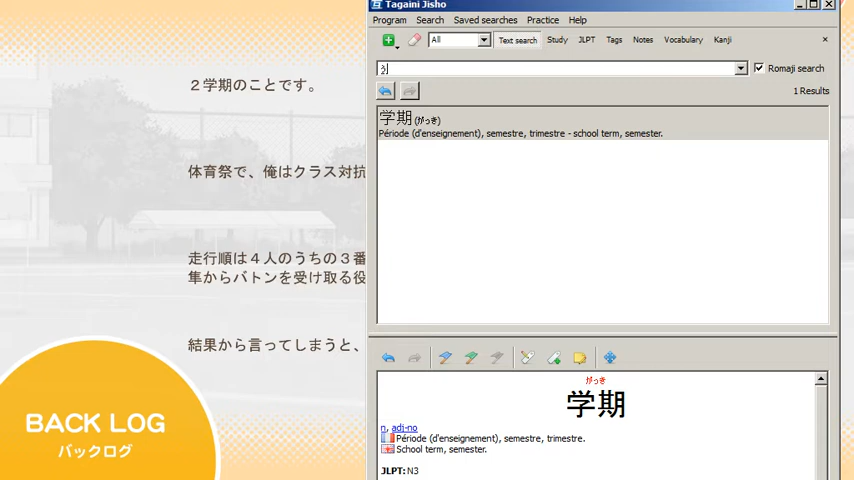 Tagaini Jisho
Program Search Saved searches Practice Help
All Text search Study JLPT Tags Notes Vocabulary Kanji
Romaji search
1 Results
学期 (がっき)
Période (d'enseignement), semestre, trimestre - school term, semester.
がっき
学期
n, adj-no
Période (d'enseignement), semestre, trimestre.
School term, semester.
JLPT: N3
２学期のことです。
体育祭で、俺はクラス対抗
走行順は４人のうちの３番
隼からバトンを受け取る役
結果から言ってしまうと、
BACK LOG
バックログ